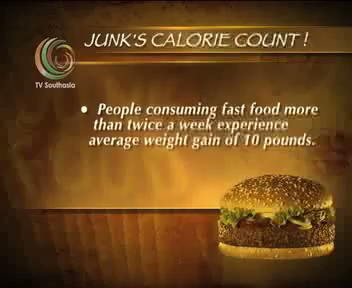 JUNK'S CALORIE COUNT !
TV Southasia
• People consuming fast food more
than twice a week experience
average weight gain of 10 pounds.